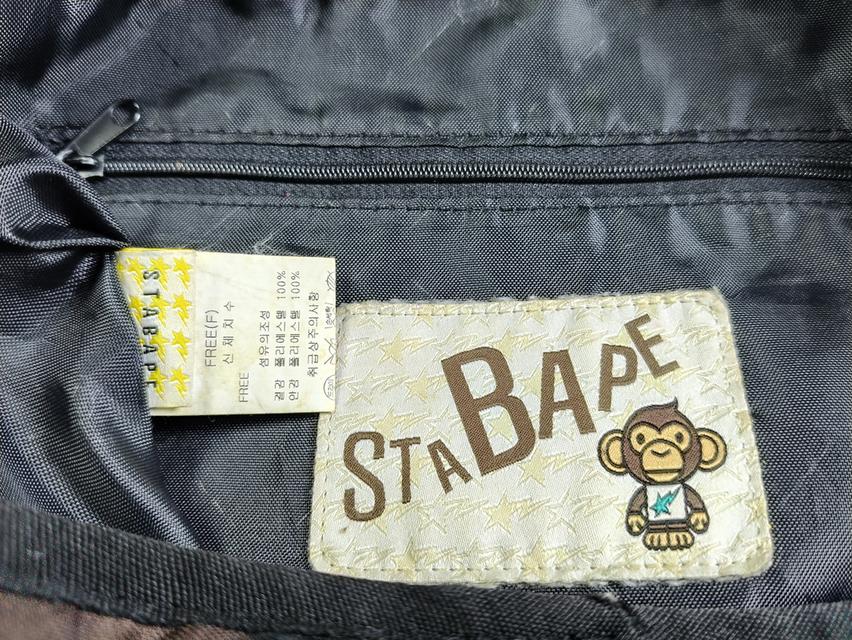 STABAPE
FREE(F)
신체치수
FREE
섬유의조성
겉감 폴리에스텔 100%
안감 폴리에스텔 100%
취급상주의사항
STABAPE